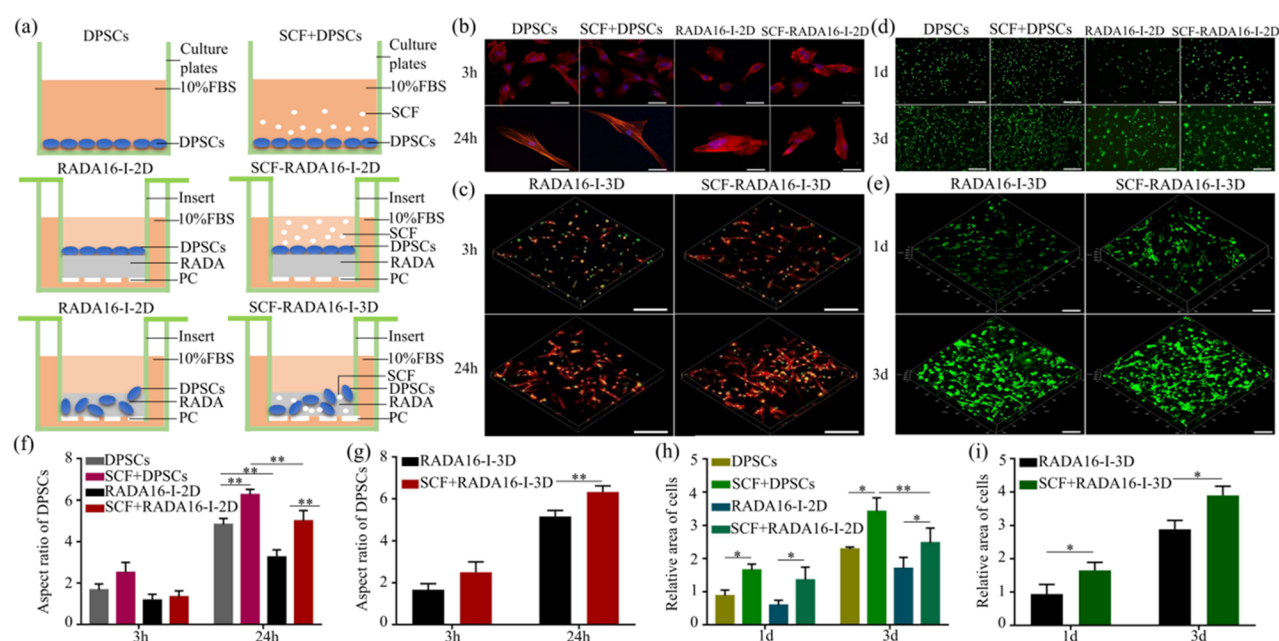 (a)
DPSCs
Culture
plates
10%FBS
DPSCs
SCF+DPSCs
Culture
plates
10%FBS
SCF
DPSCs
RADA16-I-2D
Insert
10%FBS
DPSCs
RADA
PC
SCF-RADA16-I-2D
Insert
10%FBS
SCF
DPSCs
RADA
PC
RADA16-I-2D
Insert
10%FBS
DPSCs
RADA
PC
SCF-RADA16-I-3D
Insert
10%FBS
SCF
DPSCs
RADA
PC
(b)
DPSCs SCF+DPSCs RADA16-I-2D SCF-RADA16-I-2D
3h
24h
(c)
RADA16-I-3D SCF-RADA16-I-3D
3h
24h
(d)
DPSCs SCF+DPSCs RADA16-I-2D SCF-RADA16-I-2D
1d
3d
(e)
RADA16-I-3D SCF-RADA16-I-3D
1d
3d
(f)
Aspect ratio of DPSCs
8
6
4
2
0
DPSCs
SCF+DPSCs
RADA16-I-2D
SCF+RADA16-I-2D
** ** ** **
3h 24h
(g)
Aspect ratio of DPSCs
8
6
4
2
0
RADA16-I-3D
SCF+RADA16-I-3D
**
3h 24h
(h)
Relative area of cells
5
4
3
2
1
0
DPSCs
SCF+DPSCs
RADA16-I-2D
SCF+RADA16-I-2D
* * * ** *
1d 3d
(i)
Relative area of cells
5
4
3
2
1
0
RADA16-I-3D
SCF+RADA16-I-3D
* *
1d 3d